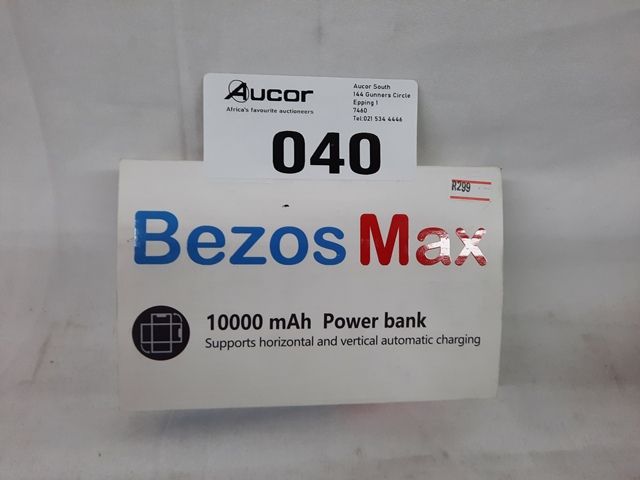 Aucor
Africa's favourite auctioneers
Aucor South
144 Gunners Circle
Epping 1
7460
Tel:021 534 4446
040
R299
Bezos Max
10000 mAh Power bank
Supports horizontal and vertical automatic charging